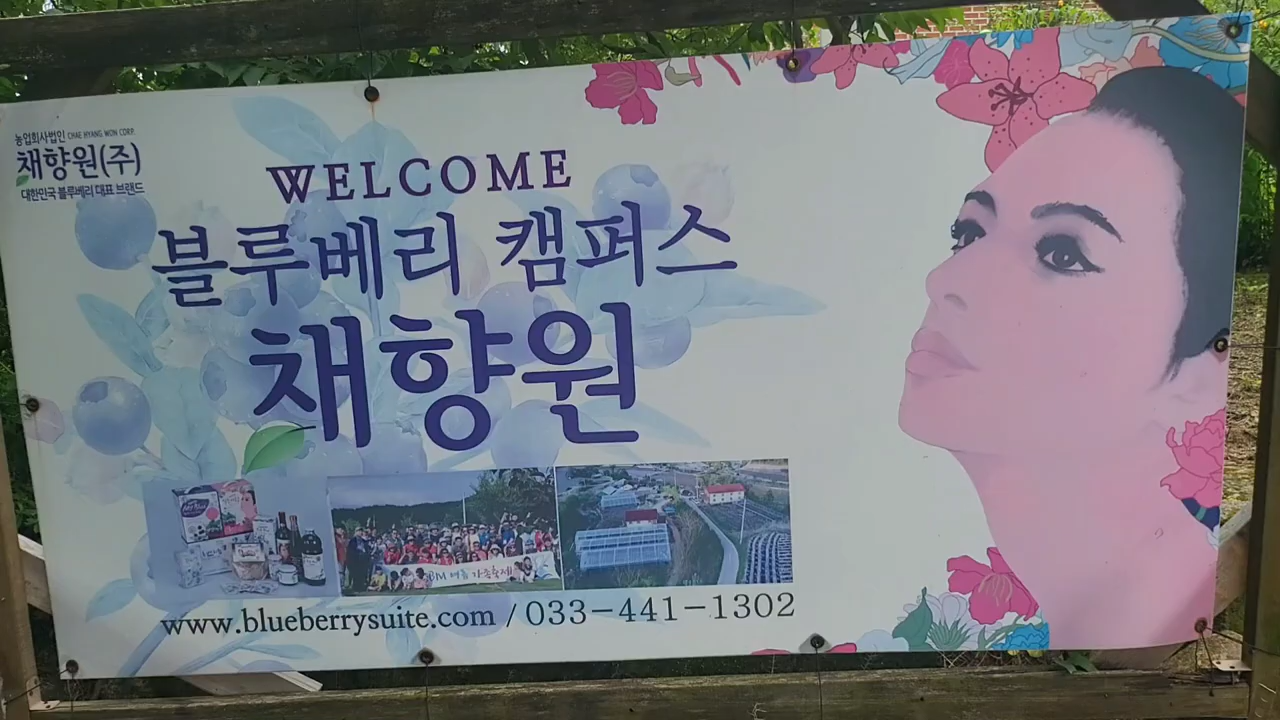 농업회사법인 CHAE HYANG WON CORP.
채향원(주)
대한민국 블루베리 대표 브랜드
WELCOME
블루베리 캠퍼스
채향원
www.blueberrysuite.com / 033-441-1302